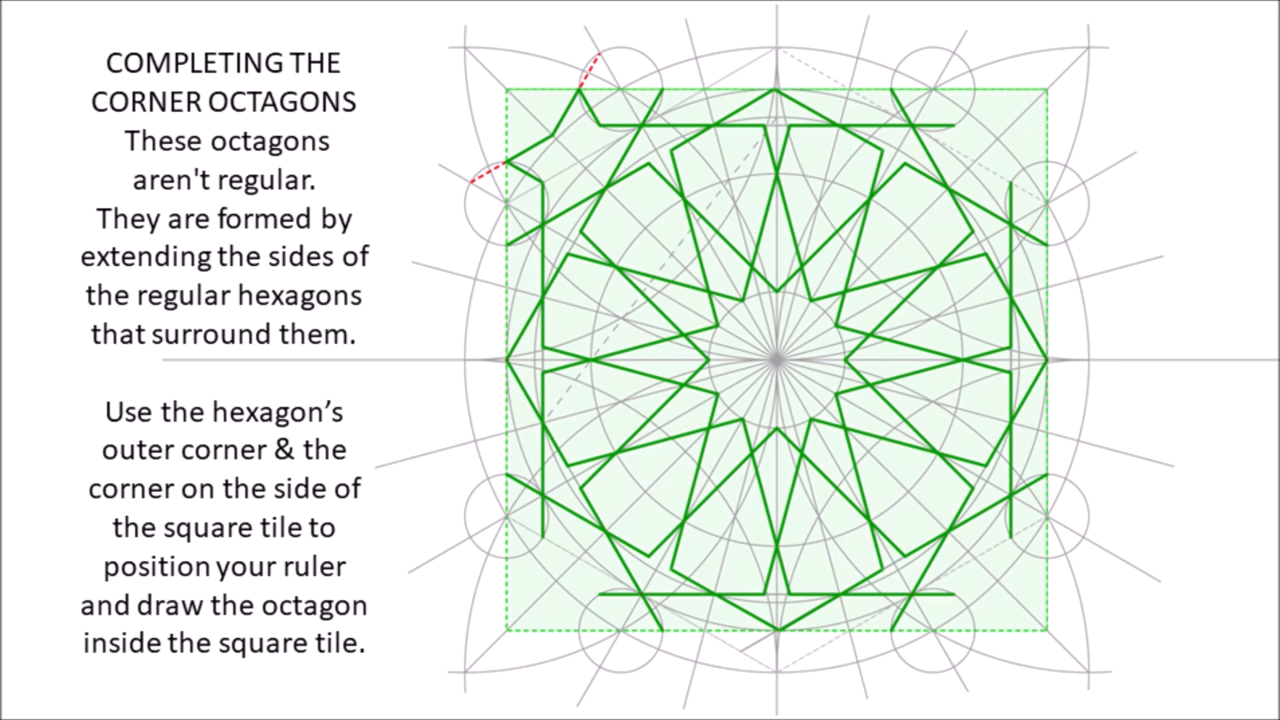 COMPLETING THE
CORNER OCTAGONS
These octagons
aren't regular.
They are formed by
extending the sides of
the regular hexagons
that surround them.
Use the hexagon’s
outer corner & the
corner on the side of
the square tile to
position your ruler
and draw the octagon
inside the square tile.